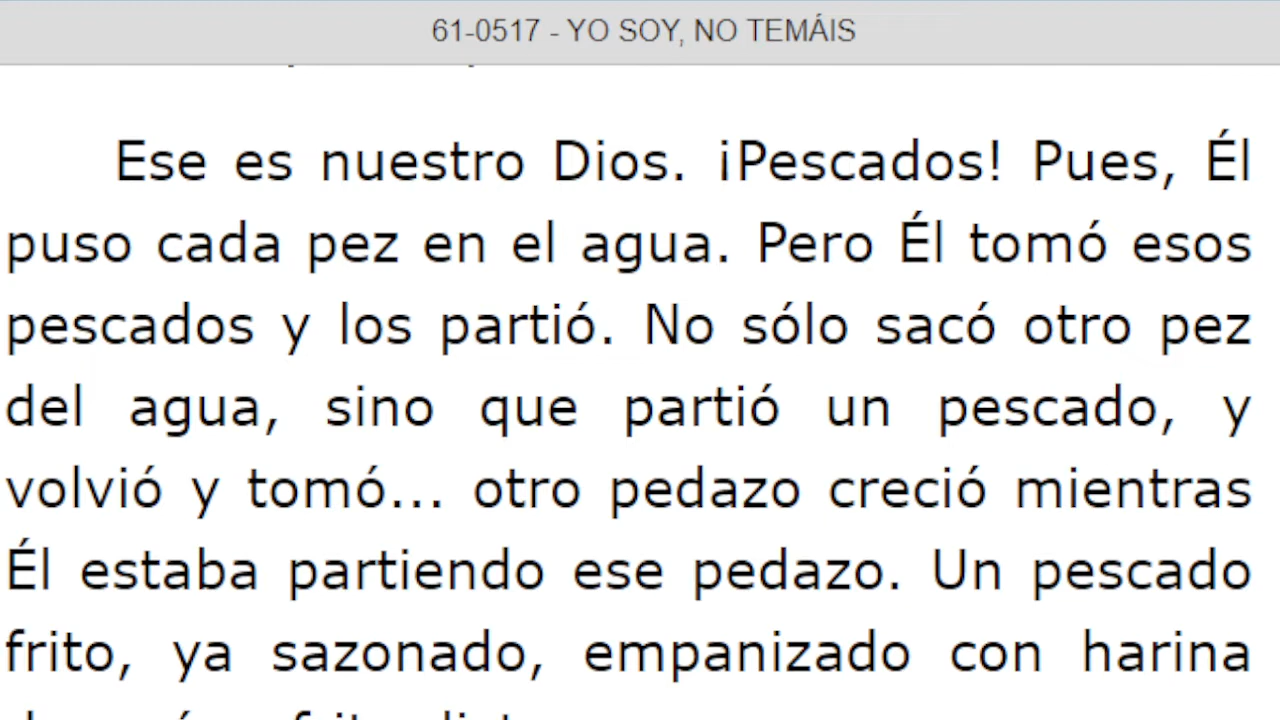 61-0517 - YO SOY, NO TEMÁIS
Ese es nuestro Dios. ¡Pescados! Pues, Él
puso cada pez en el agua. Pero Él tomó esos
pescados y los partió. No sólo sacó otro pez
del agua, sino que partió un pescado, y
volvió y tomó... otro pedazo creció mientras
Él estaba partiendo ese pedazo. Un pescado
frito, ya sazonado, empanizado con harina